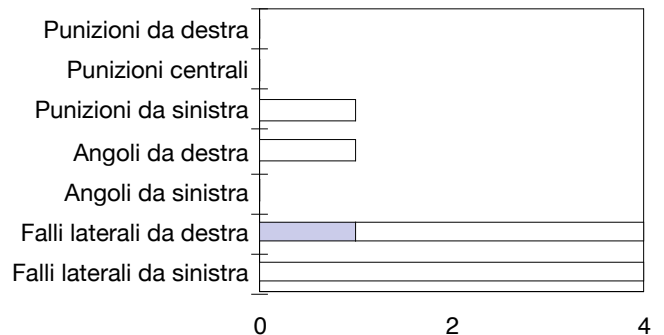 Punizioni da destra
Punizioni centrali
Punizioni da sinistra
Angoli da destra
Angoli da sinistra
Falli laterali da destra
Falli laterali da sinistra
0 2 4